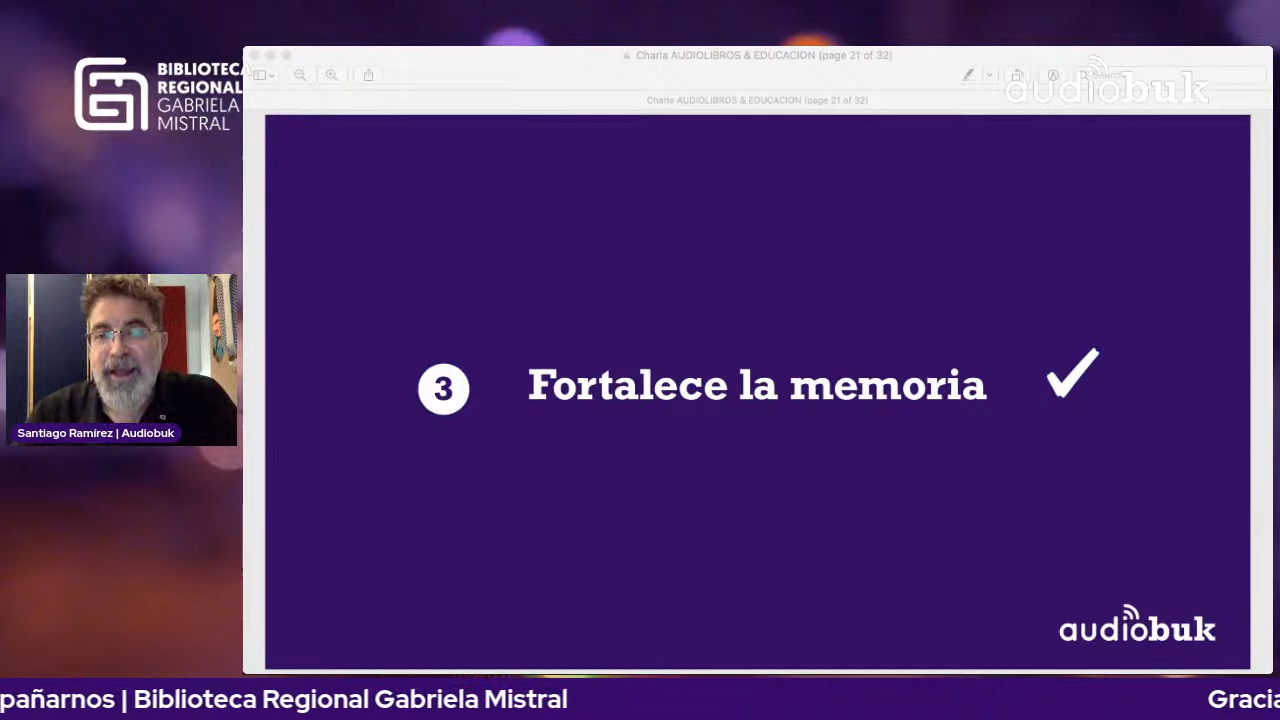 BIBLIOTECA
REGIONAL
GABRIELA
MISTRAL
Charla AUDIOLIBROS & EDUCACION (page 21 of 32)
audiobuk
Charla AUDIOLIBROS & EDUCACION (page 21 of 32)
3 Fortalece la memoria
Santiago Ramírez | Audiobuk
audiobuk
pañarnos | Biblioteca Regional Gabriela Mistral
Gracia